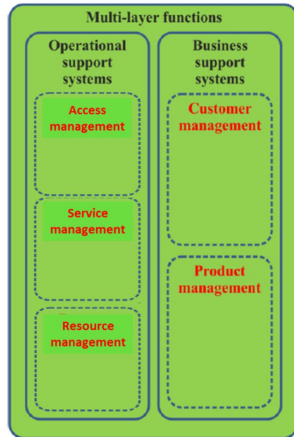 Multi-layer functions
Operational
support
systems
Access
management
Service
management
Resource
management
Business
support
systems
Customer
management
Product
management